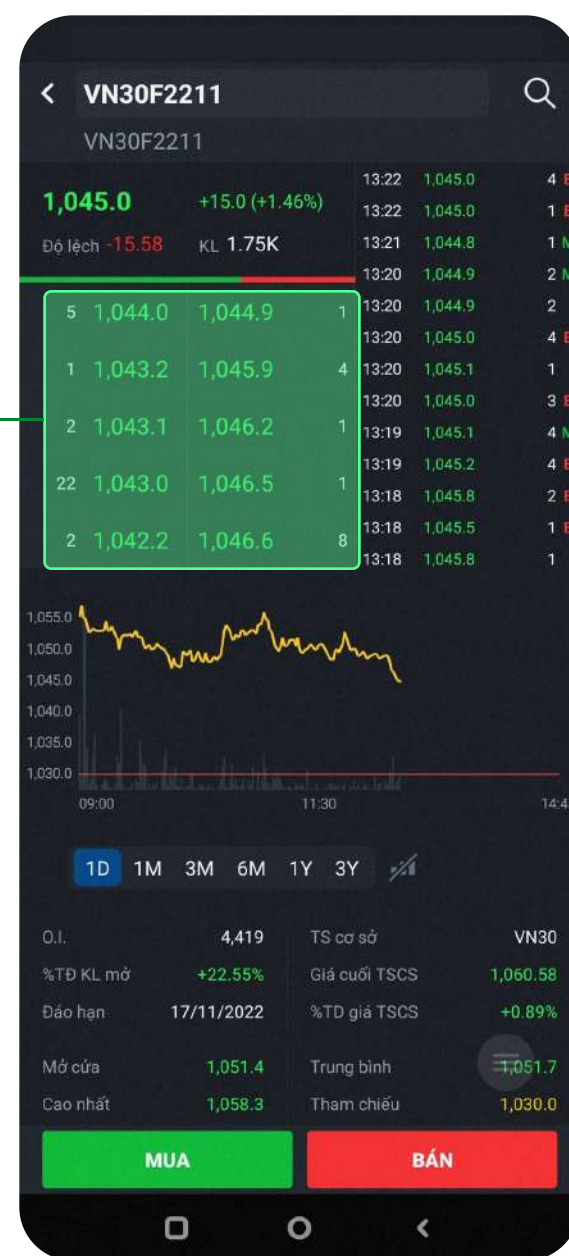 VN30F2211
VN30F2211
1,045.0 +15.0 (+1.46%)
Độ lệch -15.58 KL 1.75K
5 1,044.0 1,044.9 1
1 1,043.2 1,045.9 4
2 1,043.1 1,046.2 1
22 1,043.0 1,046.5 1
2 1,042.2 1,046.6 8
13:22 1,045.0 4
13:22 1,045.0 1
13:21 1,044.8 1
13:20 1,044.9 2
13:20 1,044.9 2
13:20 1,045.0 4
13:20 1,045.1 1
13:20 1,045.0 3
13:19 1,045.1 4
13:19 1,045.2 4
13:18 1,045.8 2
13:18 1,045.5 1
13:18 1,045.8 1
1,055.0
1,050.0
1,045.0
1,040.0
1,035.0
1,030.0
09:00 11:30 14:4
1D 1M 3M 6M 1Y 3Y
O.I. 4,419 TS cơ sở VN30
%TĐ KL mở +22.55% Giá cuối TSCS 1,060.58
Đáo hạn 17/11/2022 %TD giá TSCS +0.89%
Mở cửa 1,051.4 Trung bình 1,051.7
Cao nhất 1,058.3 Tham chiếu 1,030.0
MUA BÁN